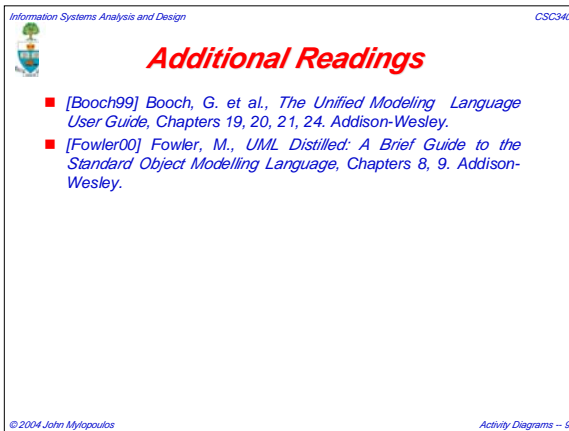 Information Systems Analysis and Design CSC340
Additional Readings
[Booch99] Booch, G. et al., The Unified Modeling Language
User Guide, Chapters 19, 20, 21, 24. Addison-Wesley.
[Fowler00] Fowler, M., UML Distilled: A Brief Guide to the
Standard Object Modelling Language, Chapters 8, 9. Addison-
Wesley.
© 2004 John Mylopoulos Activity Diagrams -- 9